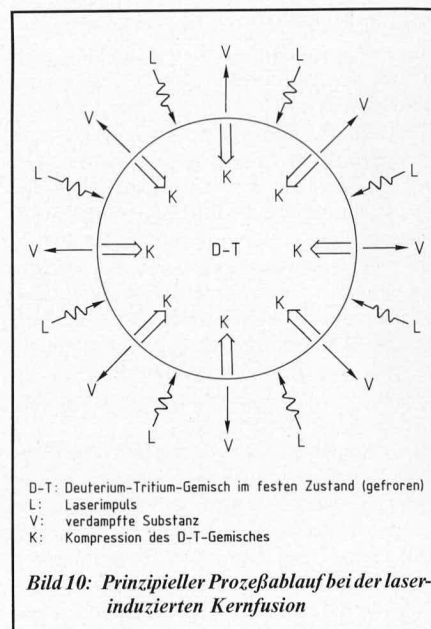 L V L
V V
L L
K
K K
V K D-T K V
K K
K
L L
V V
L V L
D-T: Deuterium-Tritium-Gemisch im festen Zustand (gefroren)
L: Laserimpuls
V: verdampfte Substanz
K: Kompression des D-T-Gemisches
Bild 10: Prinzipieller Prozeßablauf bei der laser-
induzierten Kernfusion